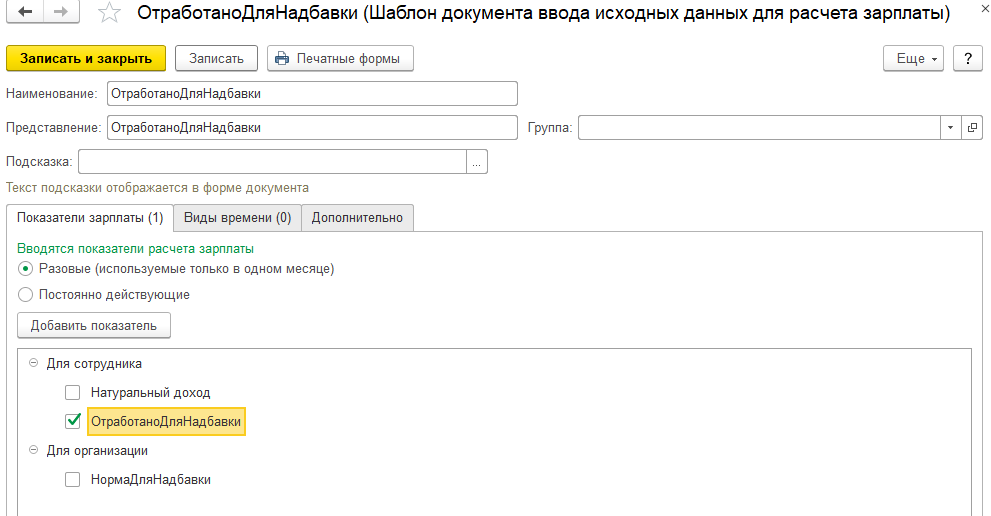 ОтработаноДляНадбавки (Шаблон документа ввода исходных данных для расчета зарплаты)
Записать и закрыть Записать Печатные формы Еще ?
Наименование: ОтработаноДляНадбавки
Представление: ОтработаноДляНадбавки Группа:
Подсказка: ...
Текст подсказки отображается в форме документа
Показатели зарплаты (1) Виды времени (0) Дополнительно
Вводятся показатели расчета зарплаты
Разовые (используемые только в одном месяце)
Постоянно действующие
Добавить показатель
Для сотрудника
Натуральный доход
ОтработаноДляНадбавки
Для организации
НормаДляНадбавки